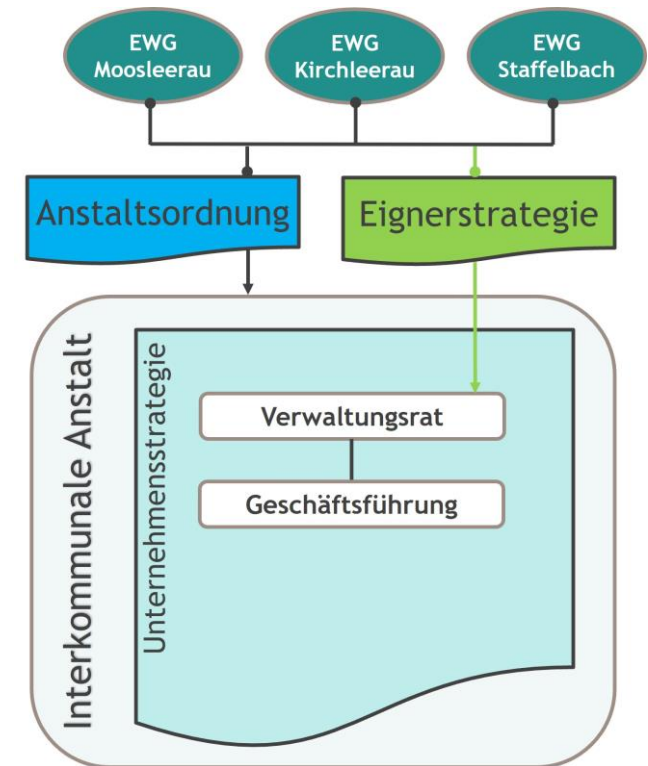 EWG
Moosleerau
EWG
Kirchleerau
EWG
Staffelbach
Anstaltsordnung
Eignerstrategie
Interkommunale Anstalt
Unternehmensstrategie
Verwaltungsrat
Geschäftsführung